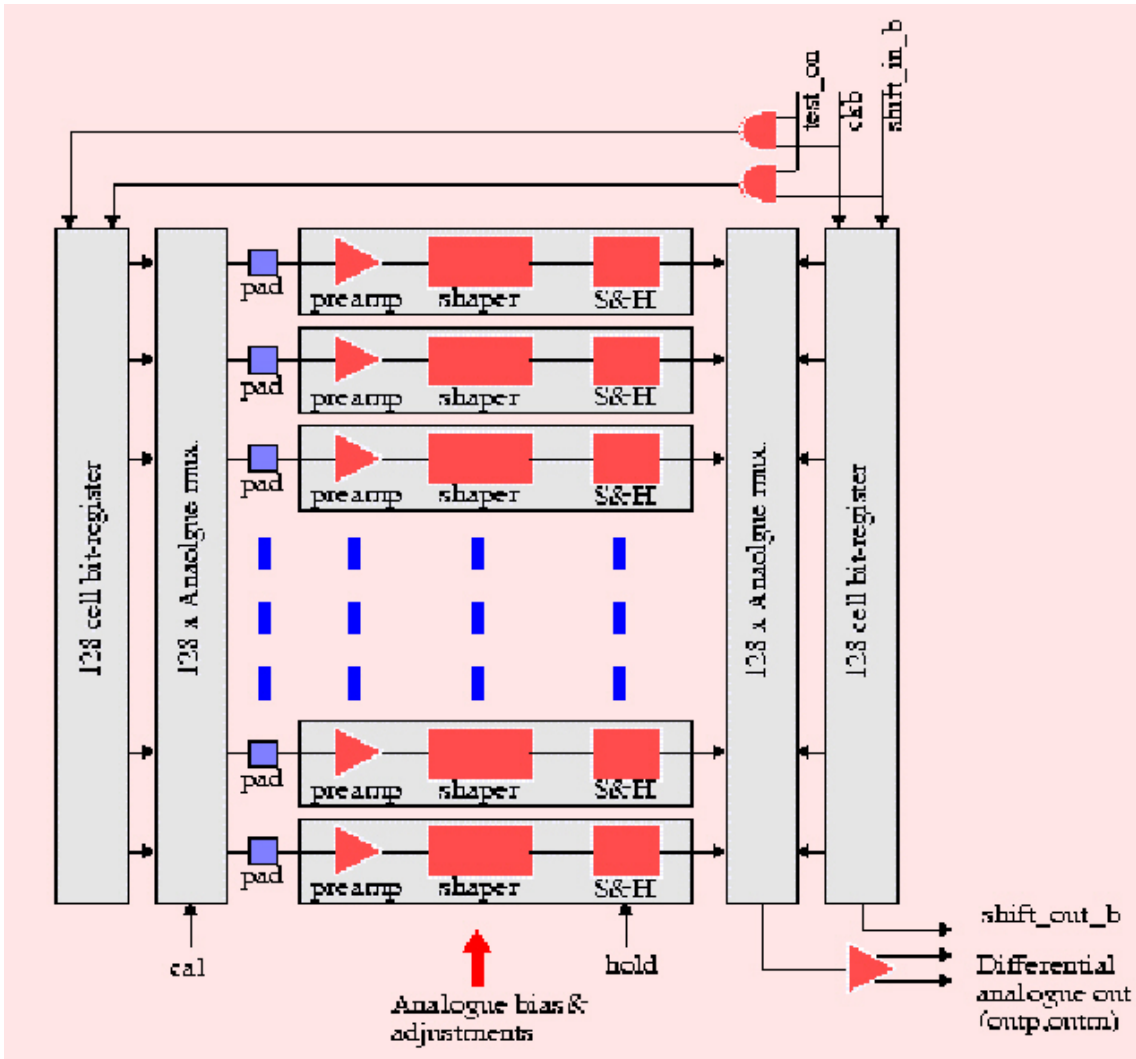 test_on
ckb
shift_in_b
pad
preamp
shaper
S&H
pad
preamp
shaper
S&H
pad
preamp
shaper
S&H
128 cell bit-register
128 x Anaolgue mux.
128 x Anaolgue mux.
128 cell bit-register
pad
preamp
shaper
S&H
pad
preamp
shaper
S&H
cal
hold
Analogue bias &
adjustments
shift_out_b
Differential
analogue out
(outp,outm)